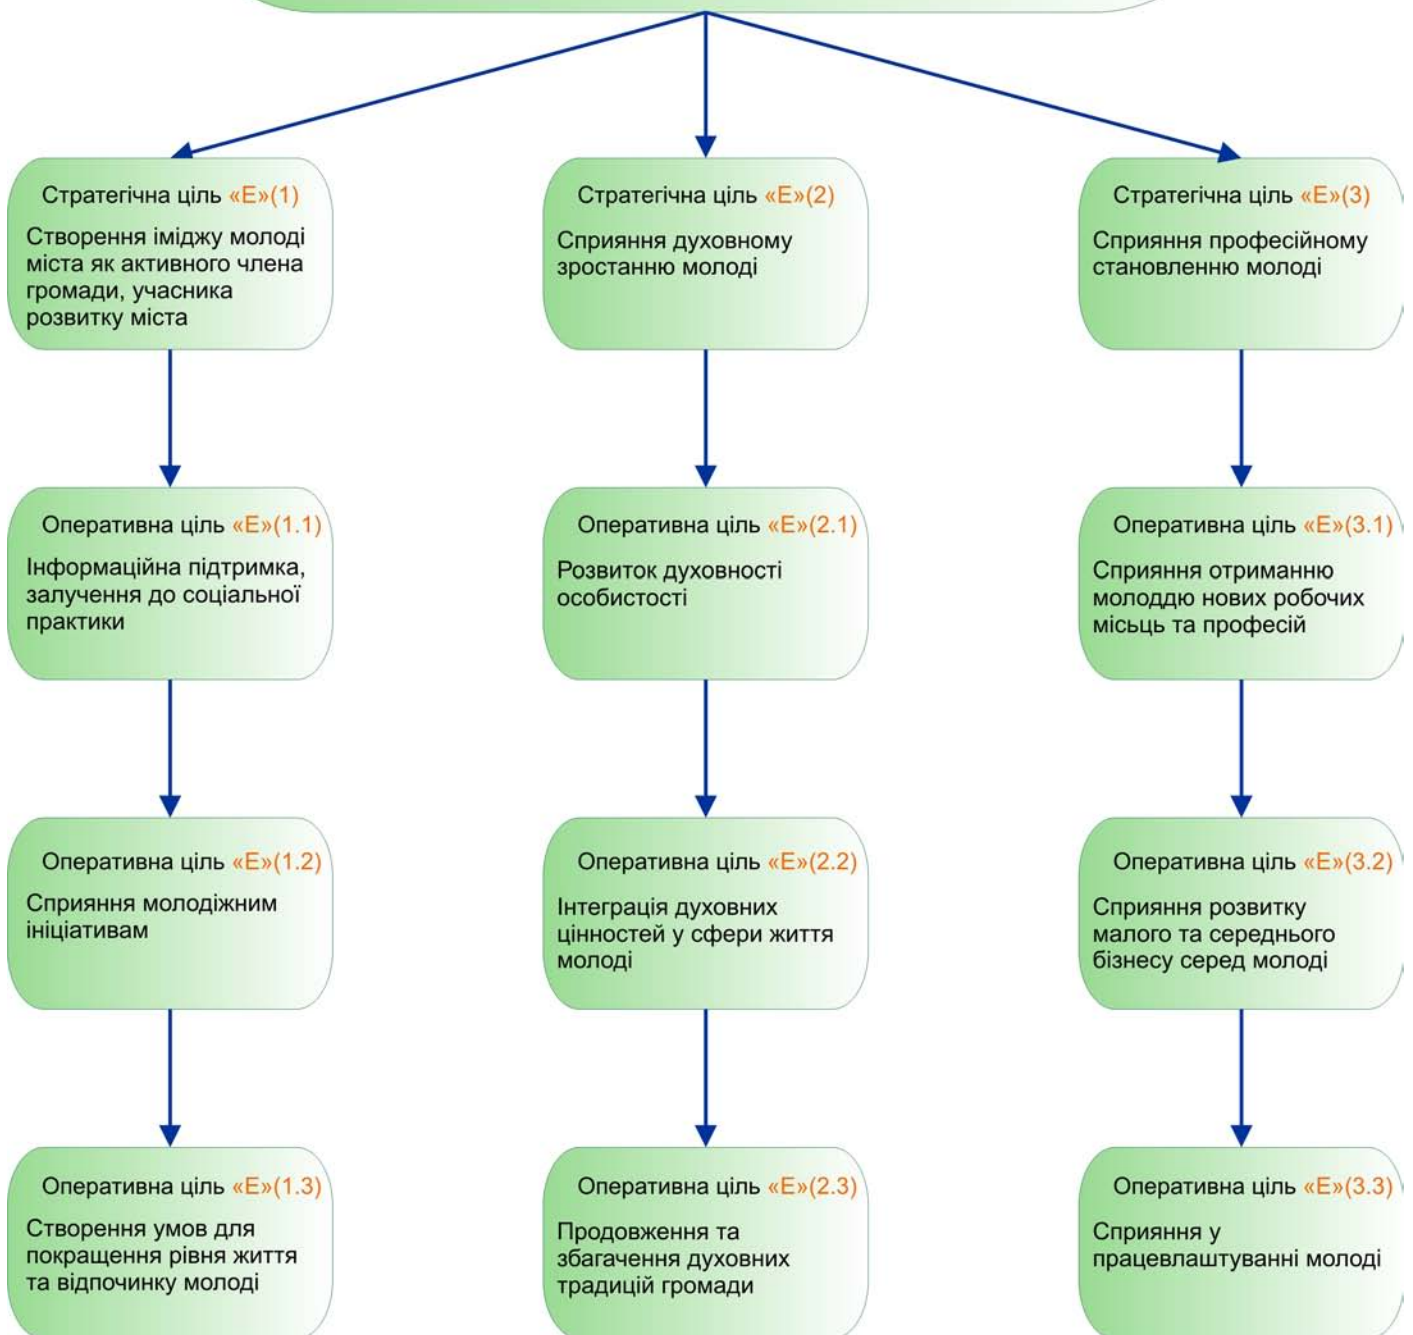 Стратегічна ціль «Е»(1)
Створення іміджу молоді
міста як активного члена
громади, учасника
розвитку міста
Стратегічна ціль «Е»(2)
Сприяння духовному
зростанню молоді
Стратегічна ціль «Е»(3)
Сприяння професійному
становленню молоді
Оперативна ціль «Е»(1.1)
Інформаційна підтримка,
залучення до соціальної
практики
Оперативна ціль «Е»(2.1)
Розвиток духовності
особистості
Оперативна ціль «Е»(3.1)
Сприяння отриманню
молоддю нових робочих
місьць та професій
Оперативна ціль «Е»(1.2)
Сприяння молодіжним
ініціативам
Оперативна ціль «Е»(2.2)
Інтеграція духовних
цінностей у сфери життя
молоді
Оперативна ціль «Е»(3.2)
Сприяння розвитку
малого та середнього
бізнесу серед молоді
Оперативна ціль «Е»(1.3)
Створення умов для
покращення рівня життя
та відпочинку молоді
Оперативна ціль «Е»(2.3)
Продовження та
збагачення духовних
традицій громади
Оперативна ціль «Е»(3.3)
Сприяння у
працевлаштуванні молоді